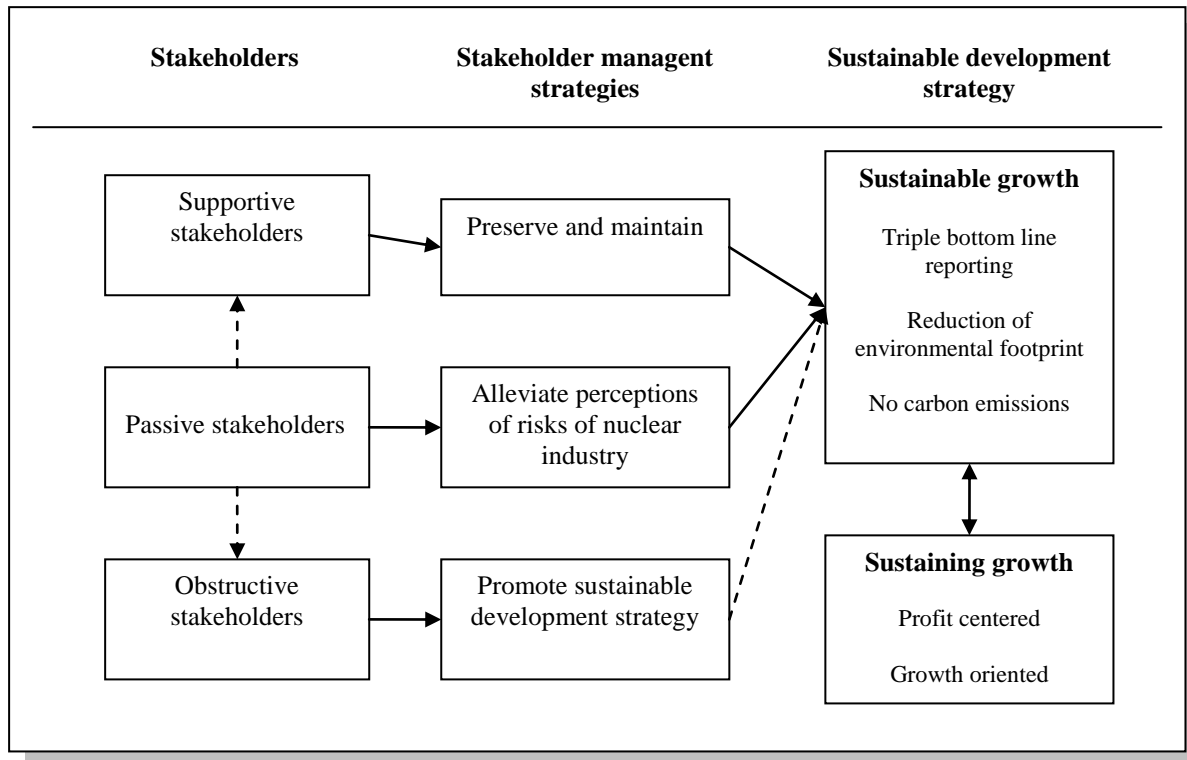 Stakeholders
Stakeholder managent
strategies
Sustainable development
strategy
Supportive
stakeholders
Preserve and maintain
Sustainable growth
Triple bottom line
reporting
Reduction of
environmental footprint
No carbon emissions
Passive stakeholders
Alleviate perceptions
of risks of nuclear
industry
Obstructive
stakeholders
Promote sustainable
development strategy
Sustaining growth
Profit centered
Growth oriented